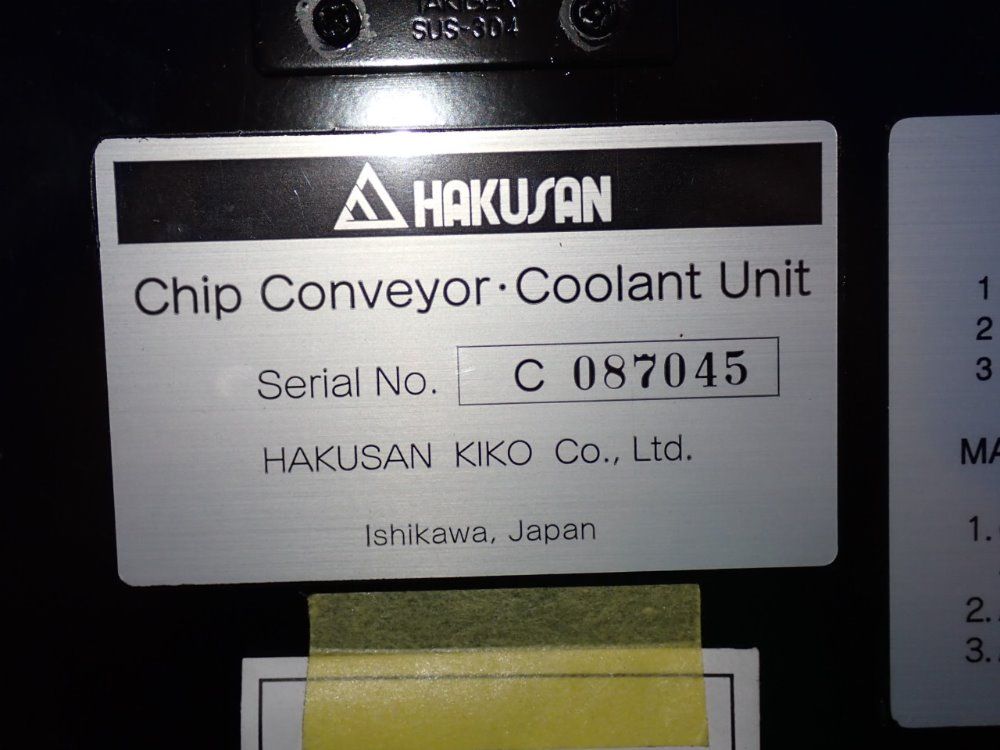 SUS-304
HAKUSAN
Chip Conveyor·Coolant Unit
Serial No. C 087045
HAKUSAN KIKO Co., Ltd.
Ishikawa, Japan
1
2
3
1.
2.
3.